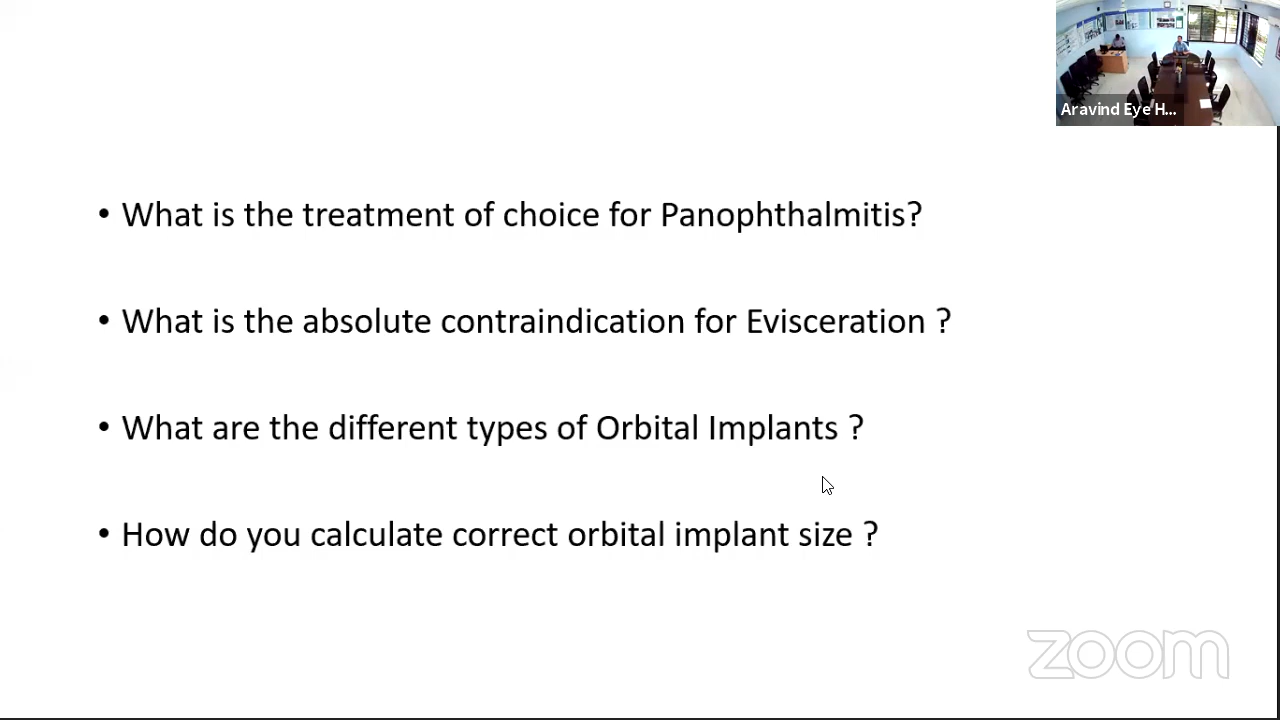 Aravind Eye H...
• What is the treatment of choice for Panophthalmitis?
• What is the absolute contraindication for Evisceration ?
• What are the different types of Orbital Implants ?
• How do you calculate correct orbital implant size ?
zoom